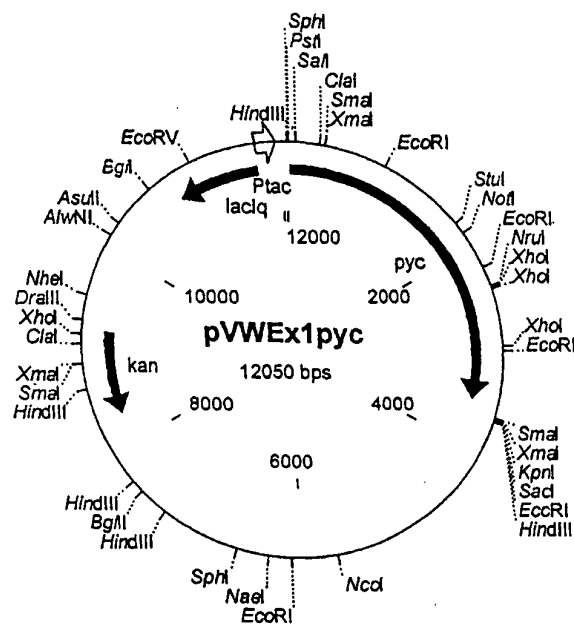 SphI
PstI
SalI
ClaI
SmaI
XmaI
HindIII
EcoRI
EcoRV
BglI
AsuII
AlwNI
StuI
NotI
EcoRI
NruI
XhoI
XhoI
Ptac
lacIq
12000
pyc
2000
10000
NheI
DraIII
XhoI
ClaI
XhoI
EcoRI
pVWEx1pyc
12050 bps
kan
XmaI
SmaI
HindIII
8000
4000
6000
SmaI
XmaI
KpnI
SacI
EccRI
HindIII
HindIII
BglII
HindIII
SphI
NaeI
EcoRI
NcoI